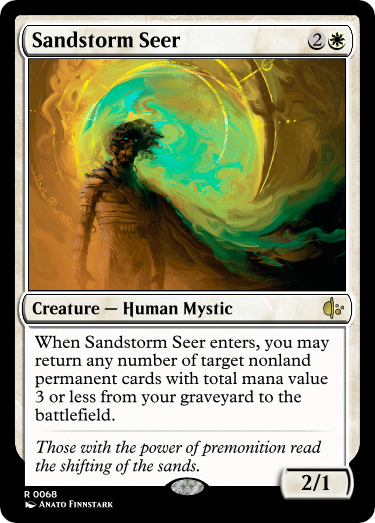 Sandstorm Seer 2
Creature — Human Mystic
When Sandstorm Seer enters, you may
return any number of target nonland
permanent cards with total mana value
3 or less from your graveyard to the
battlefield.
Those with the power of premonition read
the shifting of the sands.
2/1
R 0068
Anato Finnstark